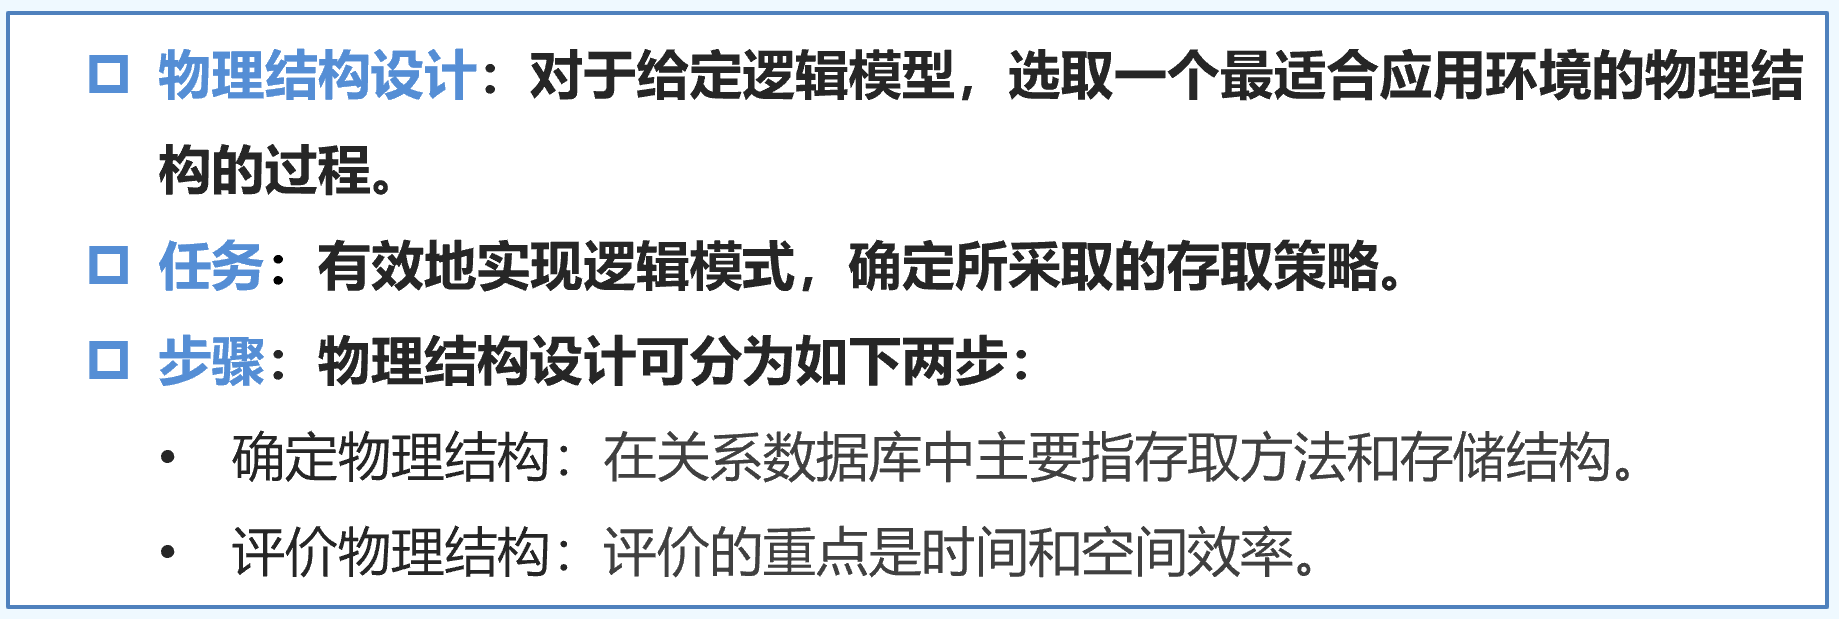 物理结构设计：对于给定逻辑模型，选取一个最适合应用环境的物理结
构的过程。
任务：有效地实现逻辑模式，确定所采取的存取策略。
步骤：物理结构设计可分为如下两步：
• 确定物理结构：在关系数据库中主要指存取方法和存储结构。
• 评价物理结构：评价的重点是时间和空间效率。